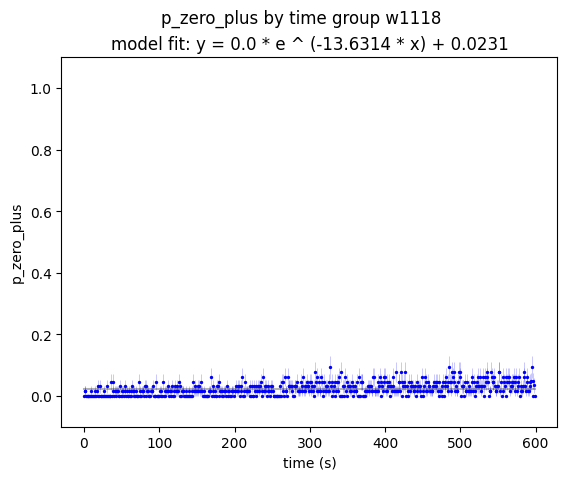 p_zero_plus by time group w1118
model fit: y = 0.0 * e ^ (-13.6314 * x) + 0.0231
p_zero_plus
1.0
0.8
0.6
0.4
0.2
0.0
0 100 200 300 400 500 600
time (s)